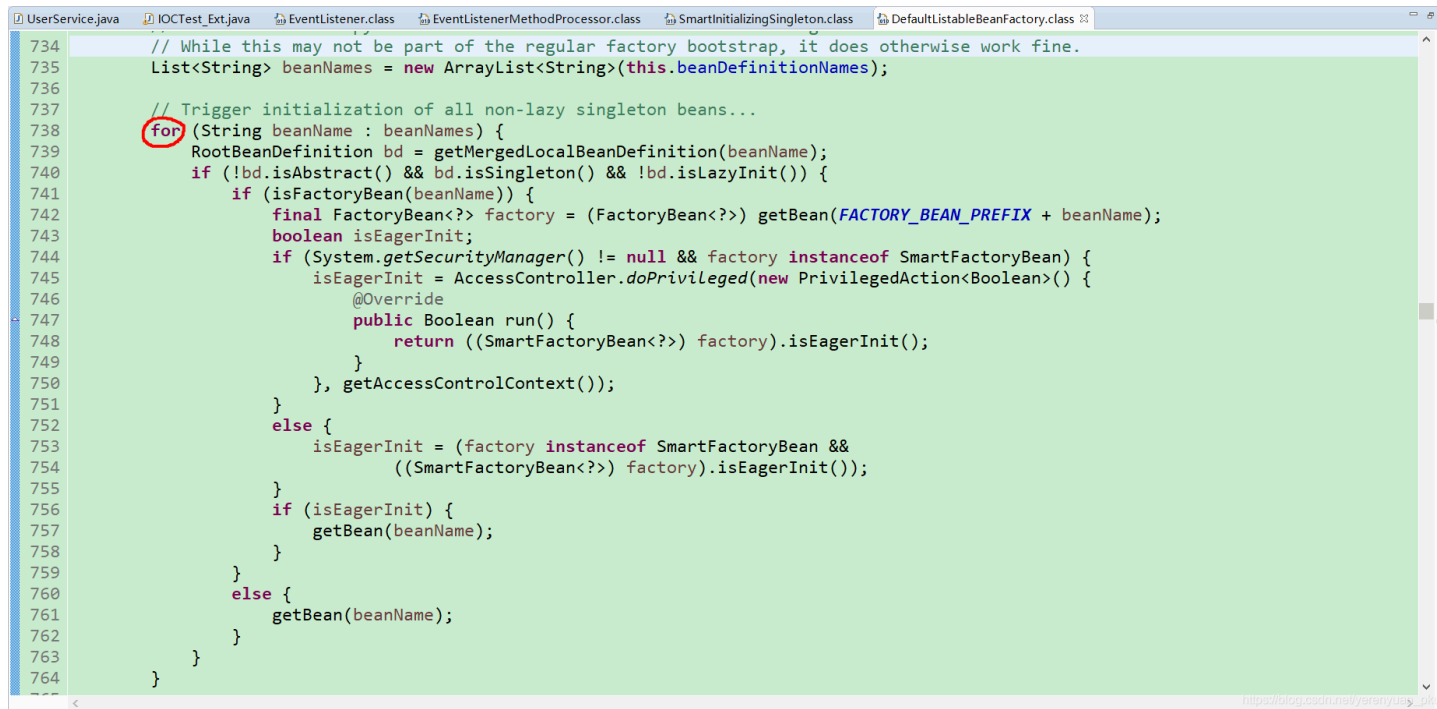 UserService.java IOCTest_Ext.java EventListener.class EventListenerMethodProcessor.class SmartInitializingSingleton.class DefaultListableBeanFactory.class
734 // While this may not be part of the regular factory bootstrap, it does otherwise work fine.
735 List<String> beanNames = new ArrayList<String>(this.beanDefinitionNames);
736
737 // Trigger initialization of all non-lazy singleton beans...
738 for (String beanName : beanNames) {
739 RootBeanDefinition bd = getMergedLocalBeanDefinition(beanName);
740 if (!bd.isAbstract() && bd.isSingleton() && !bd.isLazyInit()) {
741 if (isFactoryBean(beanName)) {
742 final FactoryBean<?> factory = (FactoryBean<?>) getBean(FACTORY_BEAN_PREFIX + beanName);
743 boolean isEagerInit;
744 if (System.getSecurityManager() != null && factory instanceof SmartFactoryBean) {
745 isEagerInit = AccessController.doPrivileged(new PrivilegedAction<Boolean>() {
746 @Override
747 public Boolean run() {
748 return ((SmartFactoryBean<?>) factory).isEagerInit();
749 }
750 }, getAccessControlContext());
751 }
752 else {
753 isEagerInit = (factory instanceof SmartFactoryBean &&
754 ((SmartFactoryBean<?>) factory).isEagerInit());
755 }
756 if (isEagerInit) {
757 getBean(beanName);
758 }
759 }
760 else {
761 getBean(beanName);
762 }
763 }
764 }